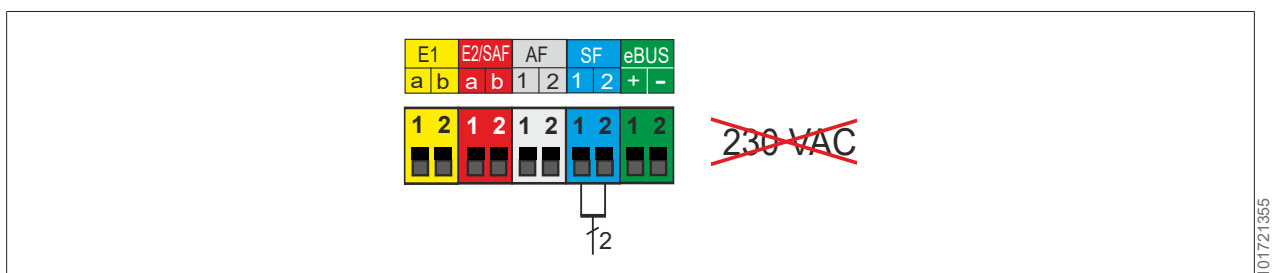 E1 E2/SAF AF SF eBUS
a b a b 1 2 1 2 + -
1 2 1 2 1 2 1 2 1 2
230 VAC
2
101721355